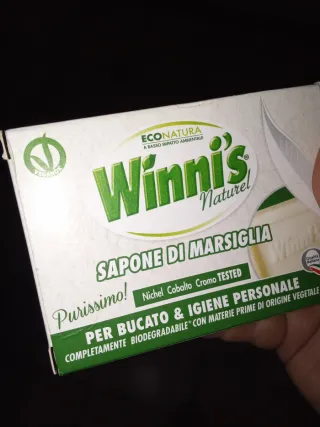 ECONATURA
A BASSO IMPATTO AMBIENTALE
Winni's®
Naturel
SAPONE DI MARSIGLIA
Purissimo!
Nichel Cobalto Cromo TESTED
PER BUCATO & IGIENE PERSONALE
COMPLETAMENTE BIODEGRADABILE* CON MATERIE PRIME DI ORIGINE VEGETALE
Winni's